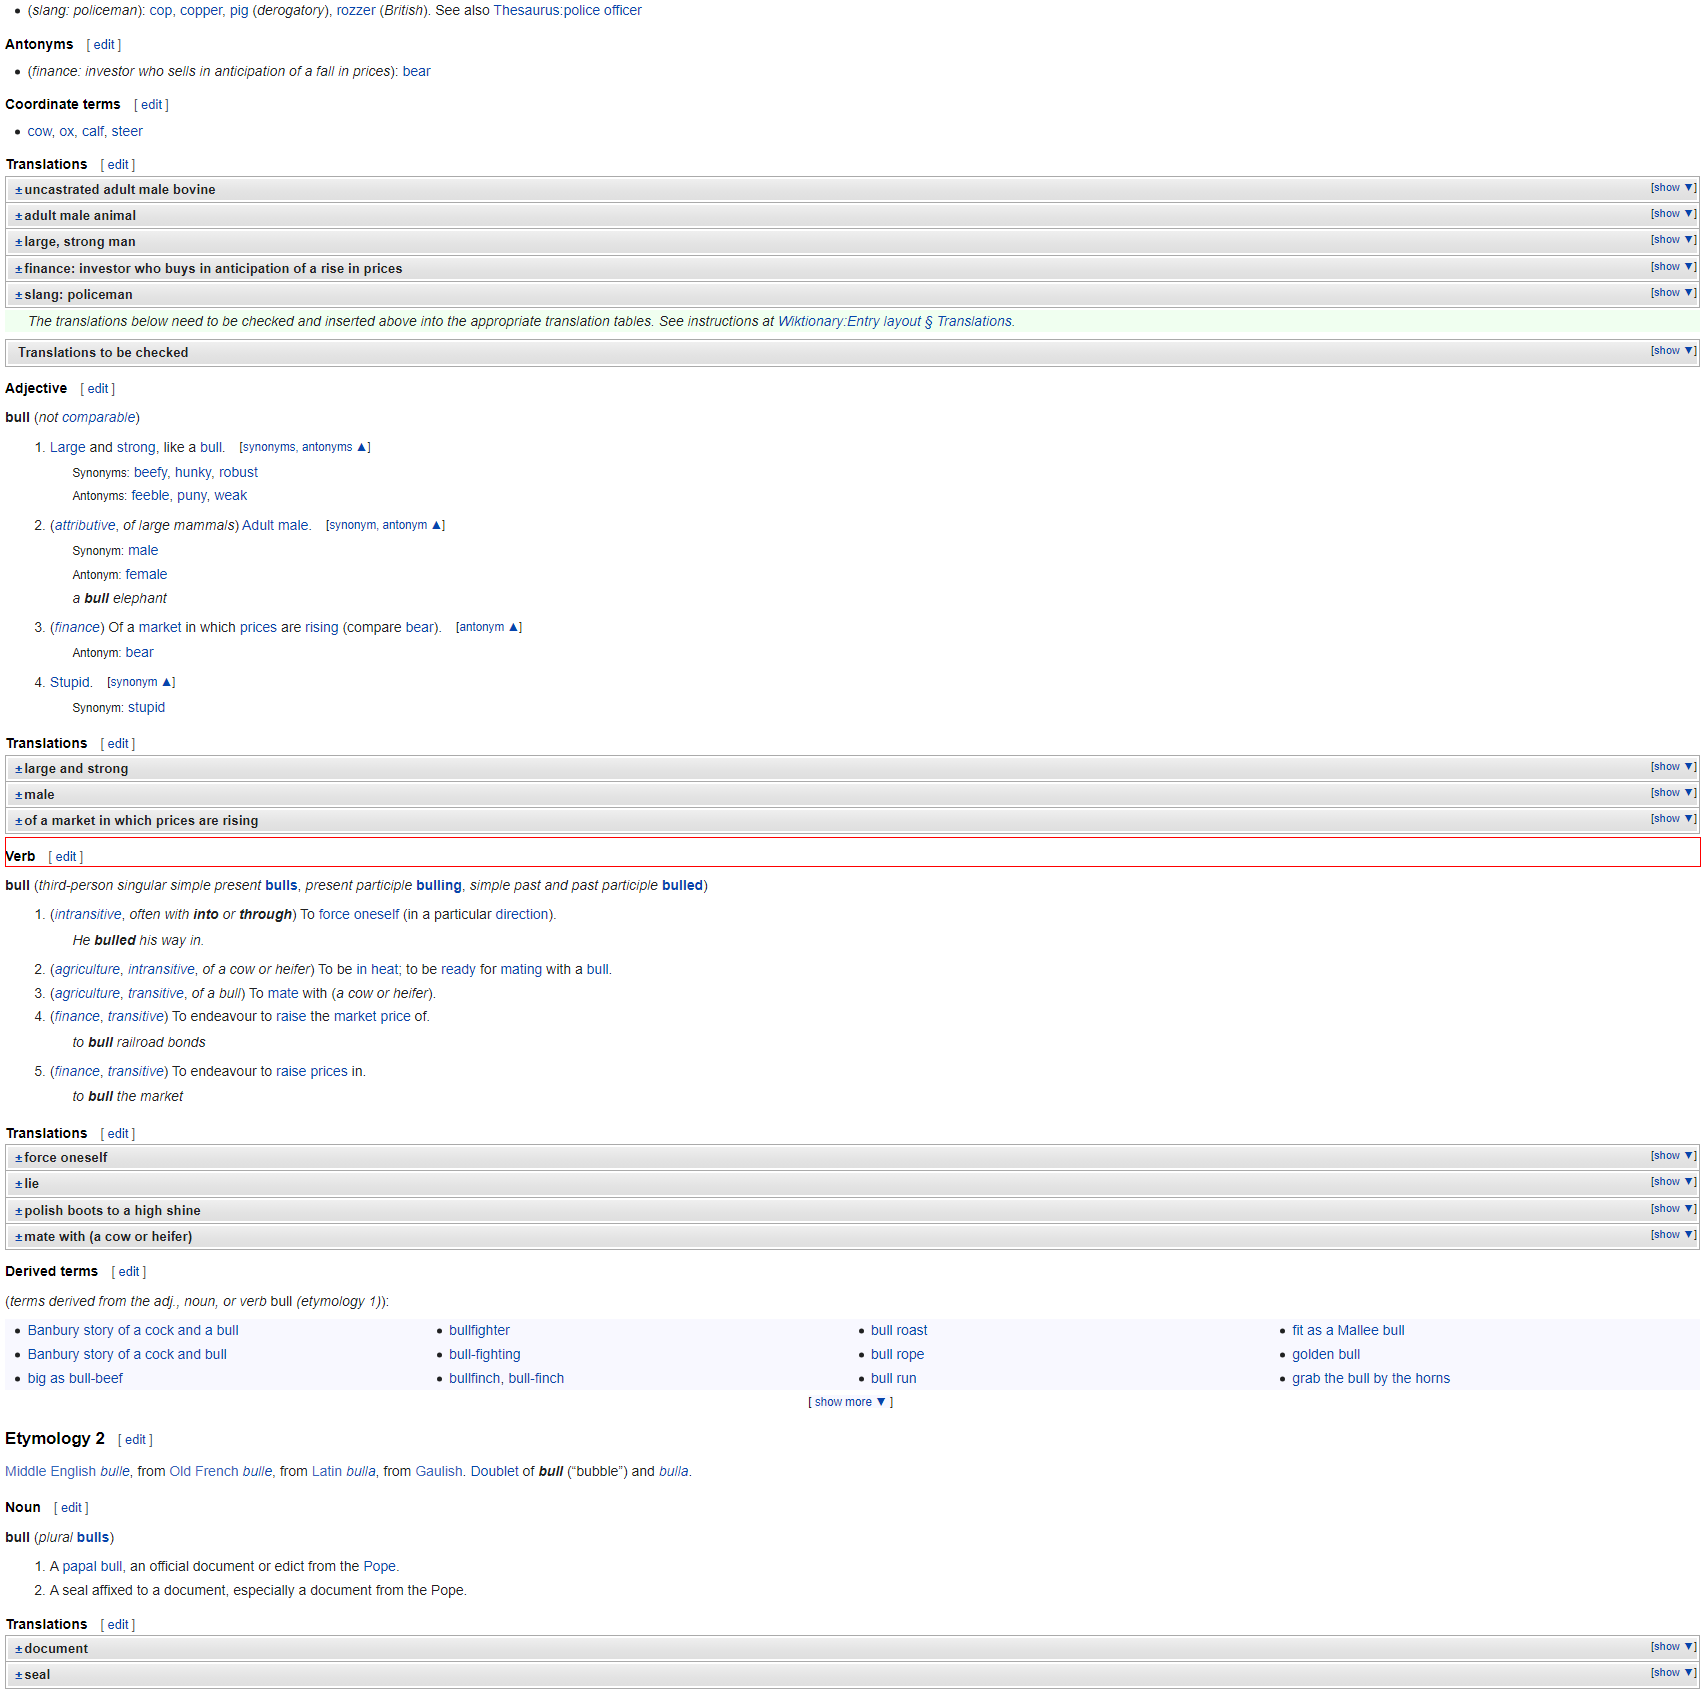 • (slang: policeman): cop, copper, pig (derogatory), rozzer (British). See also Thesaurus:police officer
Antonyms [ edit ]
• (finance: investor who sells in anticipation of a fall in prices): bear
Coordinate terms [ edit ]
• cow, ox, calf, steer
Translations [ edit ]
±uncastrated adult male bovine [show ▼]
±adult male animal [show ▼]
±large, strong man [show ▼]
±finance: investor who buys in anticipation of a rise in prices [show ▼]
±slang: policeman [show ▼]
The translations below need to be checked and inserted above into the appropriate translation tables. See instructions at Wiktionary:Entry layout § Translations.
Translations to be checked [show ▼]
Adjective [ edit ]
bull (not comparable)
1. Large and strong, like a bull. [synonyms, antonyms ▲]
Synonyms: beefy, hunky, robust
Antonyms: feeble, puny, weak
2. (attributive, of large mammals) Adult male. [synonym, antonym ▲]
Synonym: male
Antonym: female
a bull elephant
3. (finance) Of a market in which prices are rising (compare bear). [antonym ▲]
Antonym: bear
4. Stupid. [synonym ▲]
Synonym: stupid
Translations [ edit ]
±large and strong [show ▼]
±male [show ▼]
±of a market in which prices are rising [show ▼]
Verb [ edit ]
bull (third-person singular simple present bulls, present participle bulling, simple past and past participle bulled)
1. (intransitive, often with into or through) To force oneself (in a particular direction).
He bulled his way in.
2. (agriculture, intransitive, of a cow or heifer) To be in heat; to be ready for mating with a bull.
3. (agriculture, transitive, of a bull) To mate with (a cow or heifer).
4. (finance, transitive) To endeavour to raise the market price of.
to bull railroad bonds
5. (finance, transitive) To endeavour to raise prices in.
to bull the market
Translations [ edit ]
±force oneself [show ▼]
±lie [show ▼]
±polish boots to a high shine [show ▼]
±mate with (a cow or heifer) [show ▼]
Derived terms [ edit ]
(terms derived from the adj., noun, or verb bull (etymology 1)):
• Banbury story of a cock and a bull • bullfighter • bull roast • fit as a Mallee bull
• Banbury story of a cock and bull • bull-fighting • bull rope • golden bull
• big as bull-beef • bullfinch, bull-finch • bull run • grab the bull by the horns
[ show more ▼ ]
Etymology 2 [ edit ]
Middle English bulle, from Old French bulle, from Latin bulla, from Gaulish. Doublet of bull (“bubble”) and bulla.
Noun [ edit ]
bull (plural bulls)
1. A papal bull, an official document or edict from the Pope.
2. A seal affixed to a document, especially a document from the Pope.
Translations [ edit ]
±document [show ▼]
±seal [show ▼]